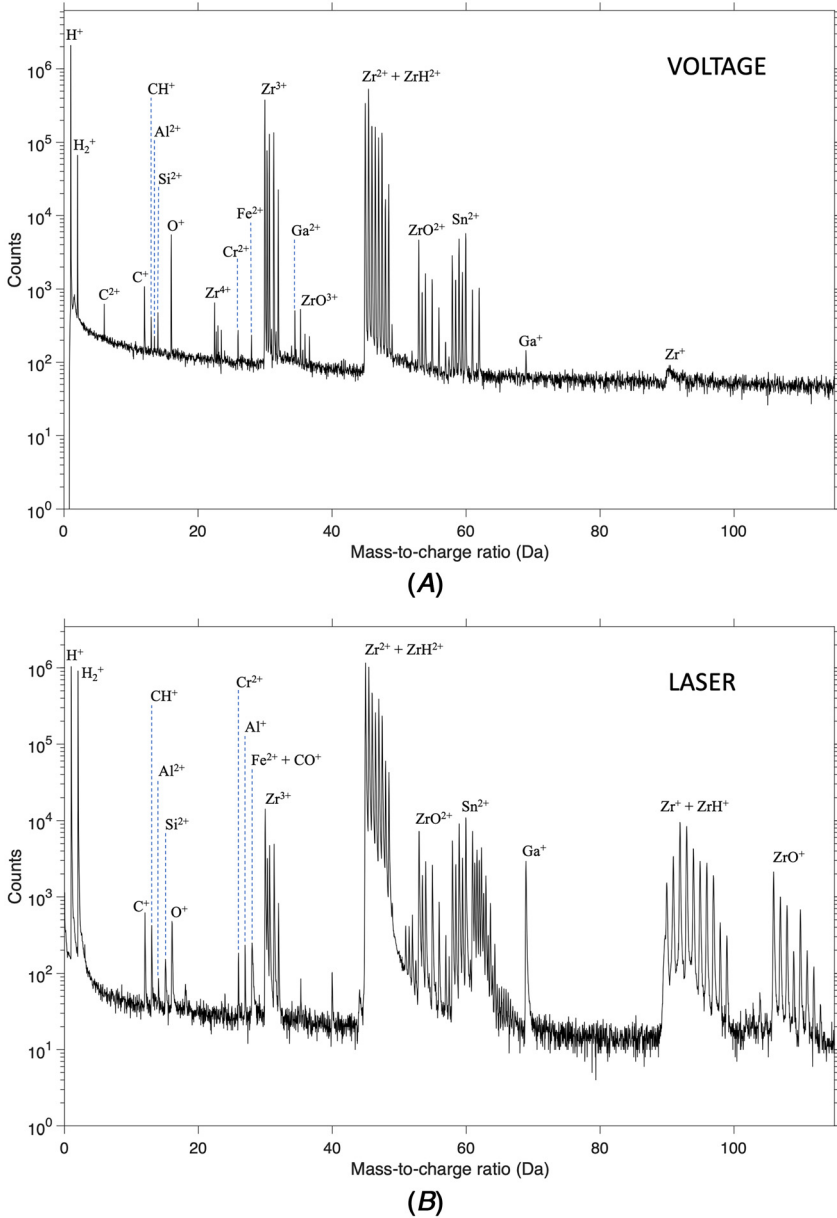 H⁺
VOLTAGE
Zr²⁺ + ZrH²⁺
10⁶
CH⁺
Zr³⁺
Al²⁺
10⁵
H₂⁺
Si²⁺
10⁴
O⁺
Fe²⁺
Ga²⁺
ZrO²⁺
Sn²⁺
Cr²⁺
C⁺
Zr⁴⁺
ZrO³⁺
C²⁺
10³
Ga⁺
Zr⁺
10²
10¹
10⁰
Counts
0 20 40 60 80 100
Mass-to-charge ratio (Da)
(A)
H⁺
Zr²⁺ + ZrH²⁺
LASER
10⁶
H₂⁺
Cr²⁺
CH⁺
Al⁺
10⁵
Al²⁺
Fe²⁺ + CO⁺
Zr³⁺
Si²⁺
ZrO²⁺
Sn²⁺
Zr⁺ + ZrH⁺
10⁴
Ga⁺
ZrO⁺
C⁺
O⁺
10³
10²
10¹
10⁰
Counts
0 20 40 60 80 100
Mass-to-charge ratio (Da)
(B)